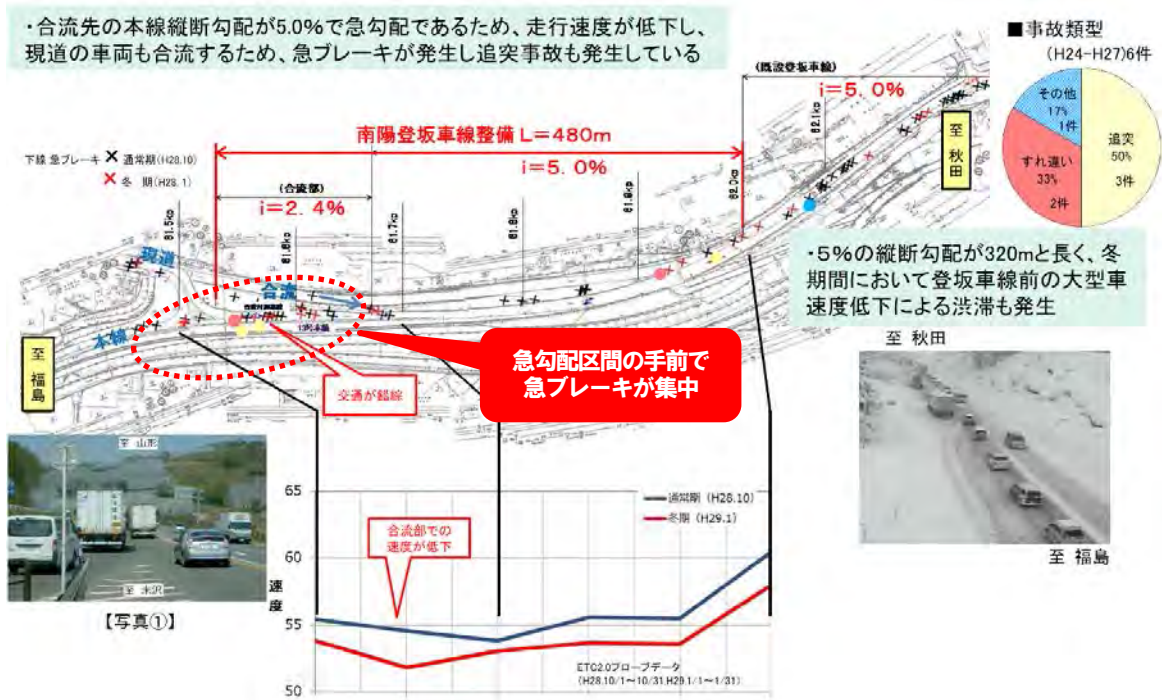 ・合流先の本線縦断勾配が5.0%で急勾配であるため、走行速度が低下し、
現道の車両も合流するため、急ブレーキが発生し追突事故も発生している
■事故類型
(H24-H27)6件
その他
17%
1件
すれ違い
33%
2件
追突
50%
3件
(既設登坂車線)
i=5.0%
南陽登坂車線整備 L=480m
i=5.0%
下線 急ブレーキ × 通常期(H28.10)
× 冬 期(H28.1)
(合流部)
i=2.4%
61.5kp
61.6kp
61.7kp
61.8kp
61.9kp
62.0kp
62.1kp
至 秋田
現道
合流
本線
至 福島
交通が錯綜
急勾配区間の手前で
急ブレーキが集中
・5%の縦断勾配が320mと長く、冬
期間において登坂車線前の大型車
速度低下による渋滞も発生
至 秋田
至 福島
至 山形
至 米沢
【写真①】
速度
65
60
55
50
合流部での
速度が低下
通常期 (H28.10)
冬期 (H29.1)
ETC2.0プローブデータ
(H28.10/1~10/31,H29.1/1~1/31)